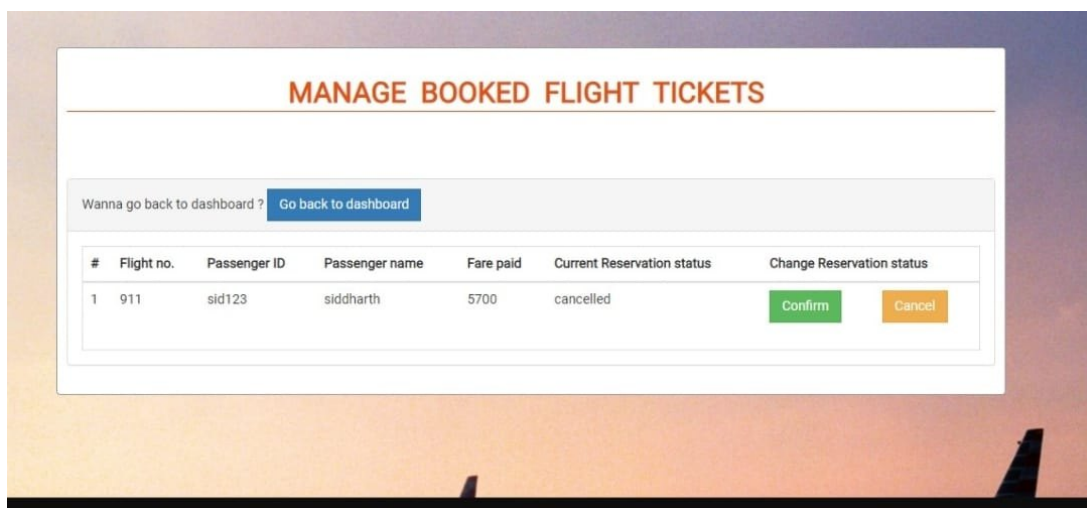 MANAGE BOOKED FLIGHT TICKETS
Wanna go back to dashboard ? Go back to dashboard
# Flight no. Passenger ID Passenger name Fare paid Current Reservation status Change Reservation status
1 911 sid123 siddharth 5700 cancelled Confirm Cancel